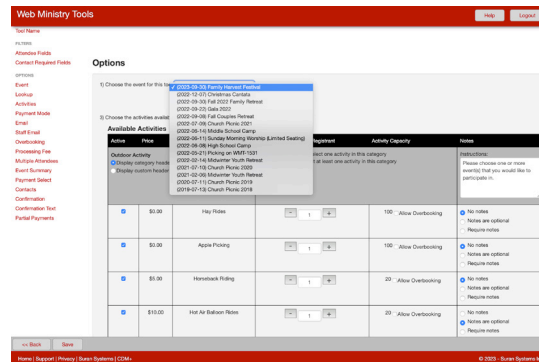 Web Ministry Tools
Help
Logout
Tool Name
FILTERS
Attendee Fields
Contact Required Fields
OPTIONS
Event
Lookup
Activities
Payment Mode
Email
Staff Email
Overbooking
Processing Fee
Multiple Attendees
Event Category Summary
Payment Select
Contacts
Confirmation
Confirmation Text
Partial Payments
Options
1) Choose the event for this to
✓ (2023-09-30) Family Harvest Festival
(2022-12-07) Christmas Cantata
(2022-09-30) Fall 2022 Family Retreat
(2022-09-22) Gala 2022
(2022-09-09) Fall Couples Retreat
(2022-07-09) Church Picnic 2021
(2022-06-14) Middle School Camp
(2022-06-11) Sunday Morning Worship (Limited Seating)
(2022-06-08) High School Camp
(2022-05-21) Picking on WMT-1531
(2022-02-14) Midwinter Youth Retreat
(2021-07-10) Church Picnic 2020
(2021-02-06) Midwinter Youth Retreat
(2020-07-11) Church Picnic 2019
(2019-07-13) Church Picnic 2018
3) Choose the activities availab
Available Activities
Active Price Registrant Activity Capacity Notes
Outdoor Activity
Display category
Display custom header
ect one activity in this category
t at least one activity in this category
Instructions:
Please choose one or more
event(s) that you would like to
participate in.
$0.00 Hay Rides - 1 + 100 Allow Overbooking
No notes
Notes are optional
Require notes
$0.00 Apple Picking - 1 + 100 Allow Overbooking
No notes
Notes are optional
Require notes
$5.00 Horseback Riding - 1 + 20 Allow Overbooking
No notes
Notes are optional
Require notes
$10.00 Hot Air Balloon Rides - 1 + 20 Allow Overbooking
No notes
Notes are optional
Require notes
<< Back
Save
Home | Support | Privacy | Suran Systems | CDM+
© 2023 - Suran Systems